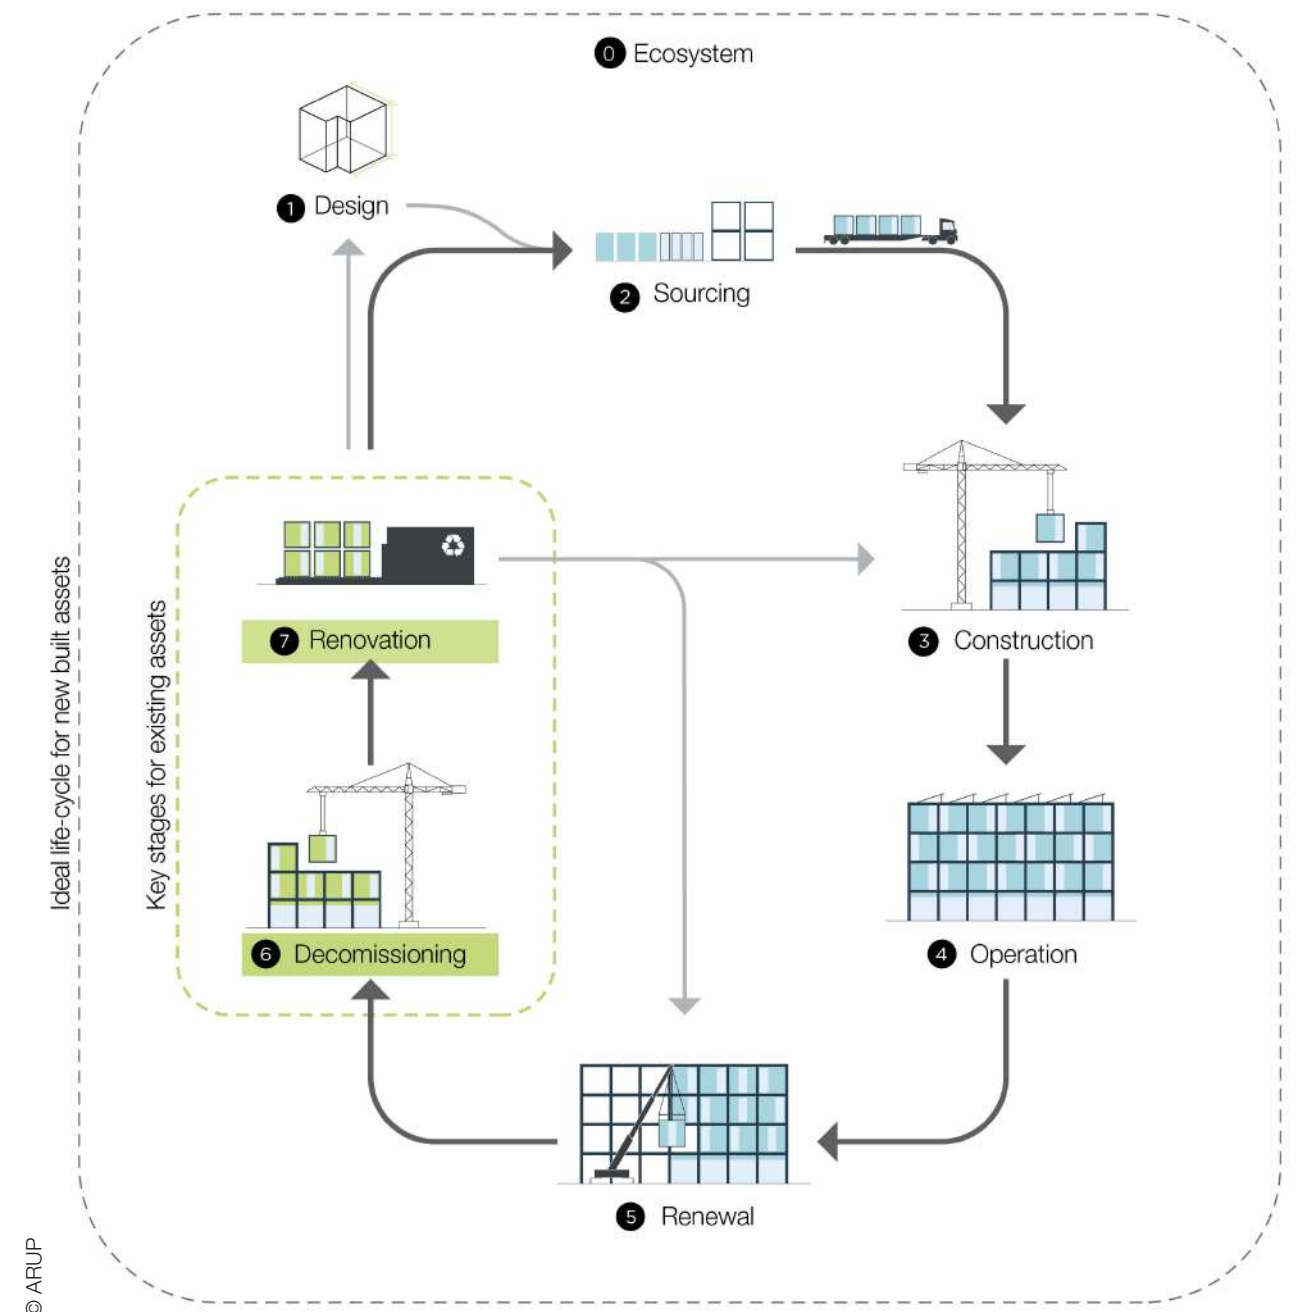 0 Ecosystem
1 Design
2 Sourcing
3 Construction
7 Renovation
6 Decomissioning
4 Operation
5 Renewal
Ideal life-cycle for new built assets
Key stages for existing assets
© ARUP